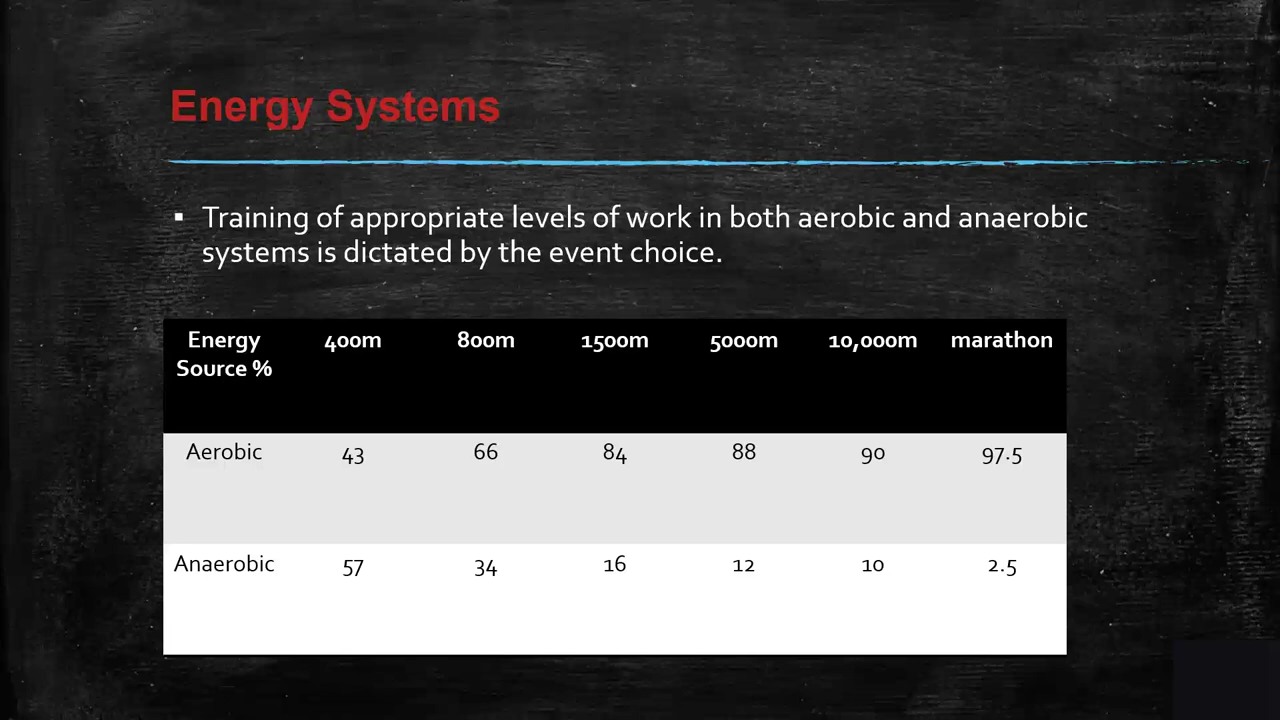 Energy Systems
▪ Training of appropriate levels of work in both aerobic and anaerobic
systems is dictated by the event choice.
Energy Source % 400m 800m 1500m 5000m 10,000m marathon
Aerobic 43 66 84 88 90 97.5
Anaerobic 57 34 16 12 10 2.5